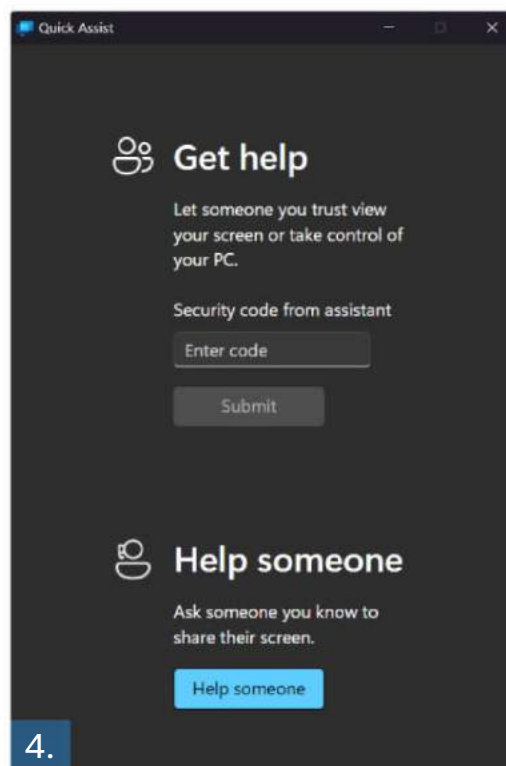 Quick Assist
Get help
Let someone you trust view
your screen or take control of
your PC.
Security code from assistant
Enter code
Submit
Help someone
Ask someone you know to
share their screen.
Help someone
4.